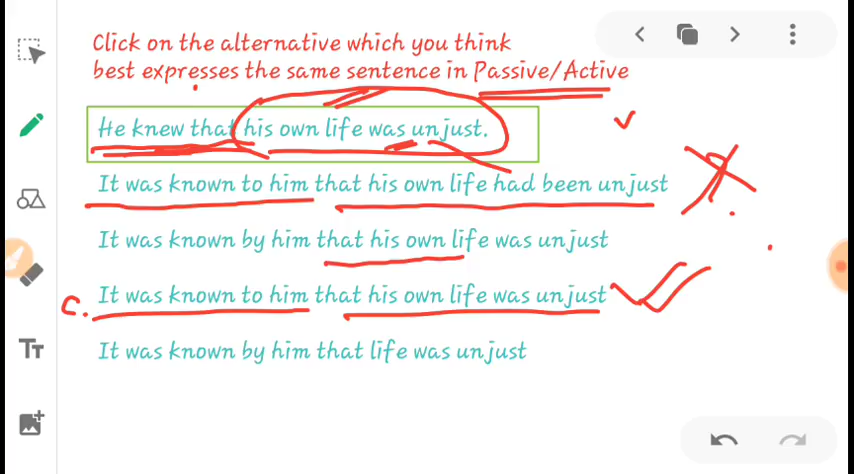 Click on the alternative which you think
best expresses the same sentence in Passive/Active
He knew that his own life was unjust.
It was known to him that his own life had been unjust
It was known by him that his own life was unjust
C. It was known to him that his own life was unjust
It was known by him that life was unjust
TT